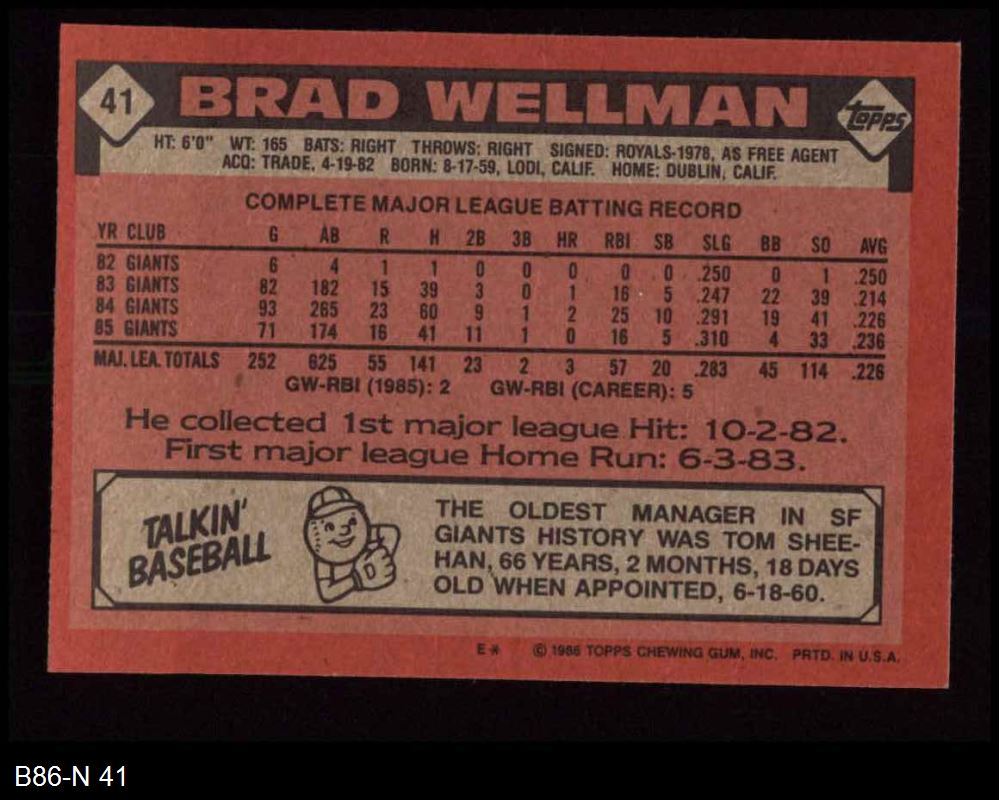 41 BRAD WELLMAN TOPPS
HT: 6'0" WT: 165 BATS: RIGHT THROWS: RIGHT SIGNED: ROYALS-1978, AS FREE AGENT
ACQ: TRADE, 4-19-82 BORN: 8-17-59, LODI, CALIF. HOME: DUBLIN, CALIF.
COMPLETE MAJOR LEAGUE BATTING RECORD
YR CLUB G AB R H 2B 3B HR RBI SB SLG BB SO AVG
82 GIANTS 6 4 1 1 0 0 0 0 0 .250 0 1 .250
83 GIANTS 82 182 15 39 3 0 1 16 5 .247 22 39 .214
84 GIANTS 93 265 23 60 9 1 2 25 10 .291 19 41 .226
85 GIANTS 71 174 16 41 11 1 0 16 5 .310 4 33 .236
MAJ. LEA. TOTALS 252 625 55 141 23 2 3 57 20 .283 45 114 .226
GW-RBI (1985): 2 GW-RBI (CAREER): 5
He collected 1st major league Hit: 10-2-82.
First major league Home Run: 6-3-83.
TALKIN'
BASEBALL
THE OLDEST MANAGER IN SF
GIANTS HISTORY WAS TOM SHEE-
HAN, 66 YEARS, 2 MONTHS, 18 DAYS
OLD WHEN APPOINTED, 6-18-60.
E* © 1986 TOPPS CHEWING GUM, INC. PRTD. IN U.S.A.
B86-N 41